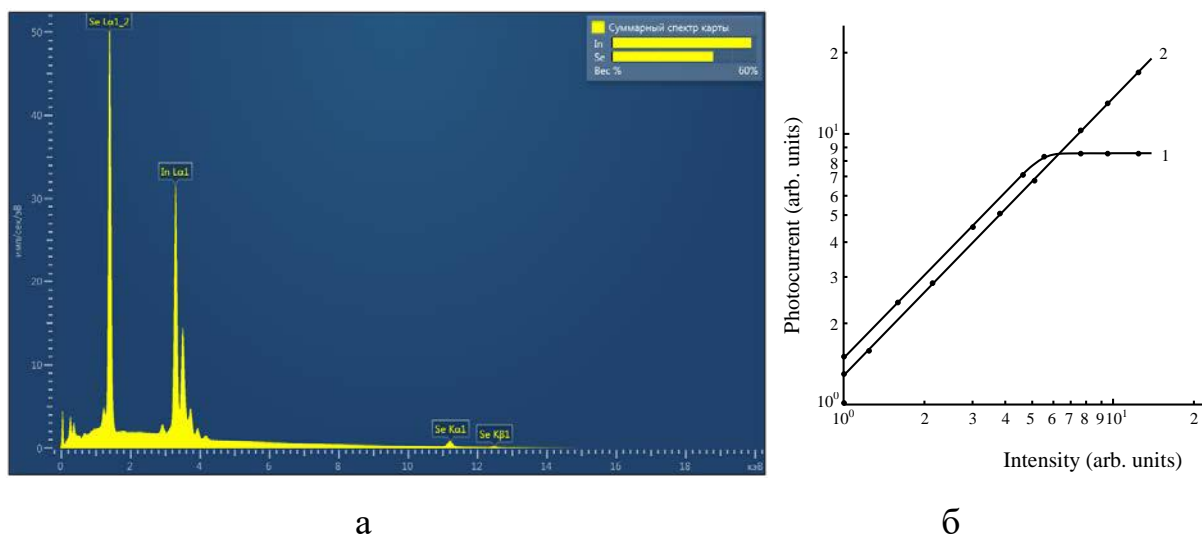 50
Se Lα1_2
Суммарный спектр карты
In
Se
Вес % 60%
40
имп/сек/эВ
30
In Lα1
20
10
Se Kα1
Se Kβ1
0
0 2 4 6 8 10 12 14 16 18 кэВ
а
2
2
10¹
9
1
8
7
6
5
4
3
2
10⁰
10⁰ 2 3 4 5 6 7 8 910¹ 2
Photocurrent (arb. units)
Intensity (arb. units)
б